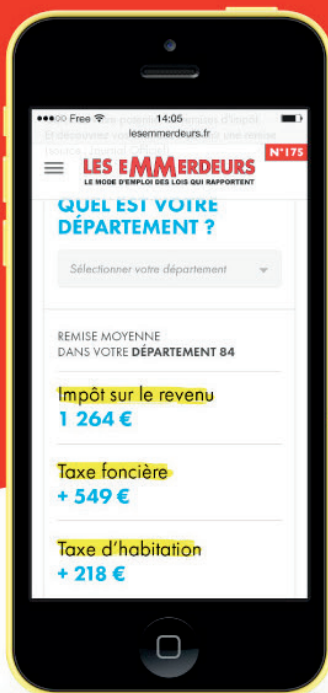 Free 14:05
lesemmerdeurs.fr
N°175
LES EMMERDEURS
LE MODE D'EMPLOI DES LOIS QUI RAPPORTENT
QUEL EST VOTRE
DÉPARTEMENT ?
Sélectionner votre département
REMISE MOYENNE
DANS VOTRE DÉPARTEMENT 84
Impôt sur le revenu
1 264 €
Taxe foncière
+ 549 €
Taxe d'habitation
+ 218 €